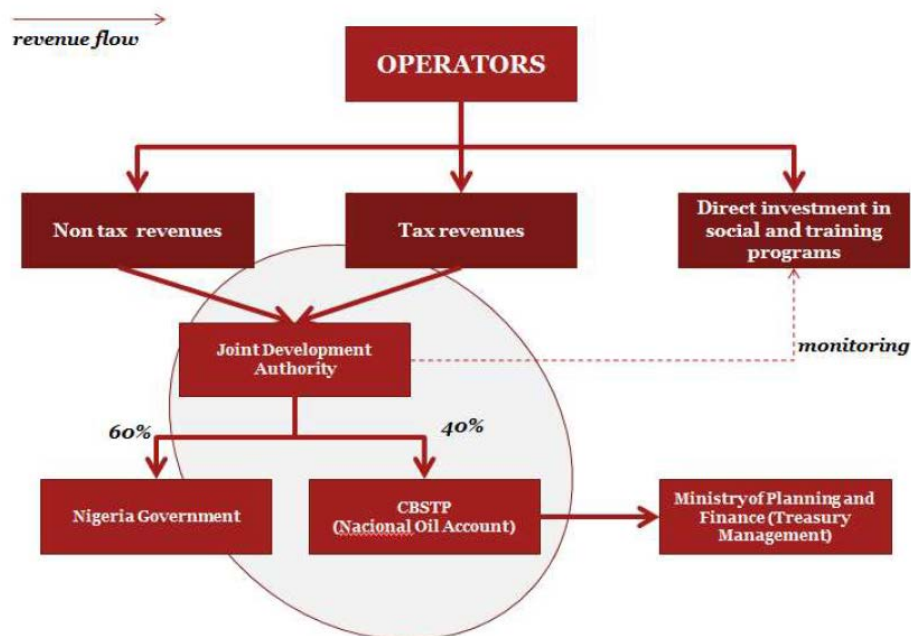 revenue flow
OPERATORS
Non tax revenues
Tax revenues
Direct investment in
social and training
programs
Joint Development
Authority
monitoring
60%
40%
Nigeria Government
CBSTP
(Nacional Oil Account)
Ministry of Planning and
Finance (Treasury
Management)